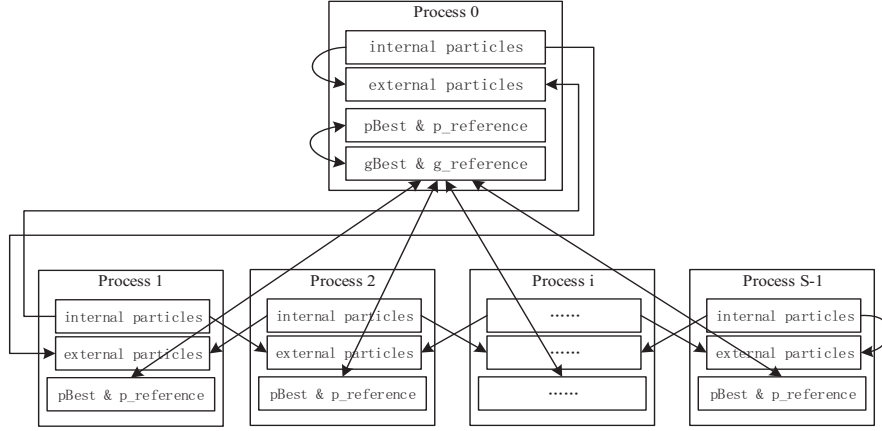 Process 0
internal particles
external particles
pBest & p_reference
gBest & g_reference
Process 1
internal particles
external particles
pBest & p_reference
Process 2
internal particles
external particles
pBest & p_reference
Process i
......
......
......
Process S-1
internal particles
external particles
pBest & p_reference